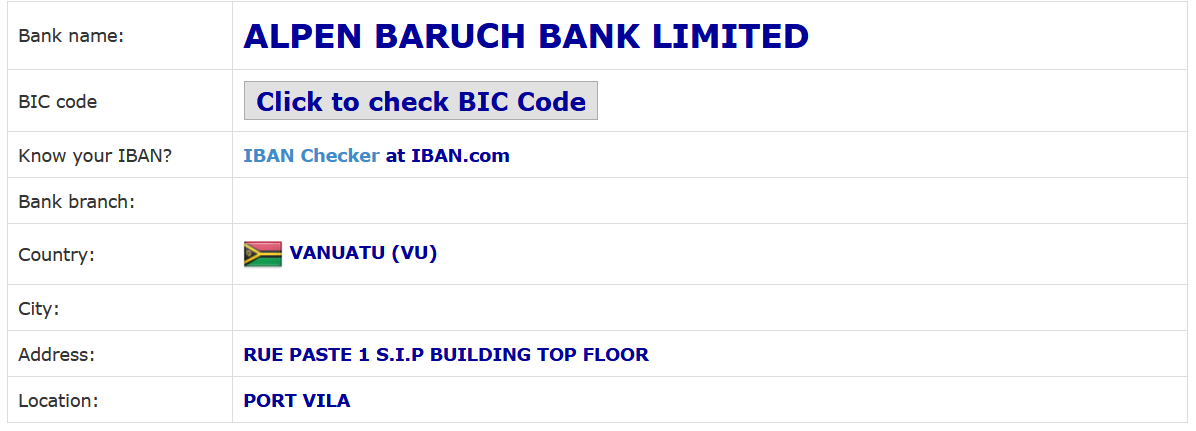 Bank name: ALPEN BARUCH BANK LIMITED
BIC code Click to check BIC Code
Know your IBAN? IBAN Checker at IBAN.com
Bank branch:
Country: VANUATU (VU)
City:
Address: RUE PASTE 1 S.I.P BUILDING TOP FLOOR
Location: PORT VILA